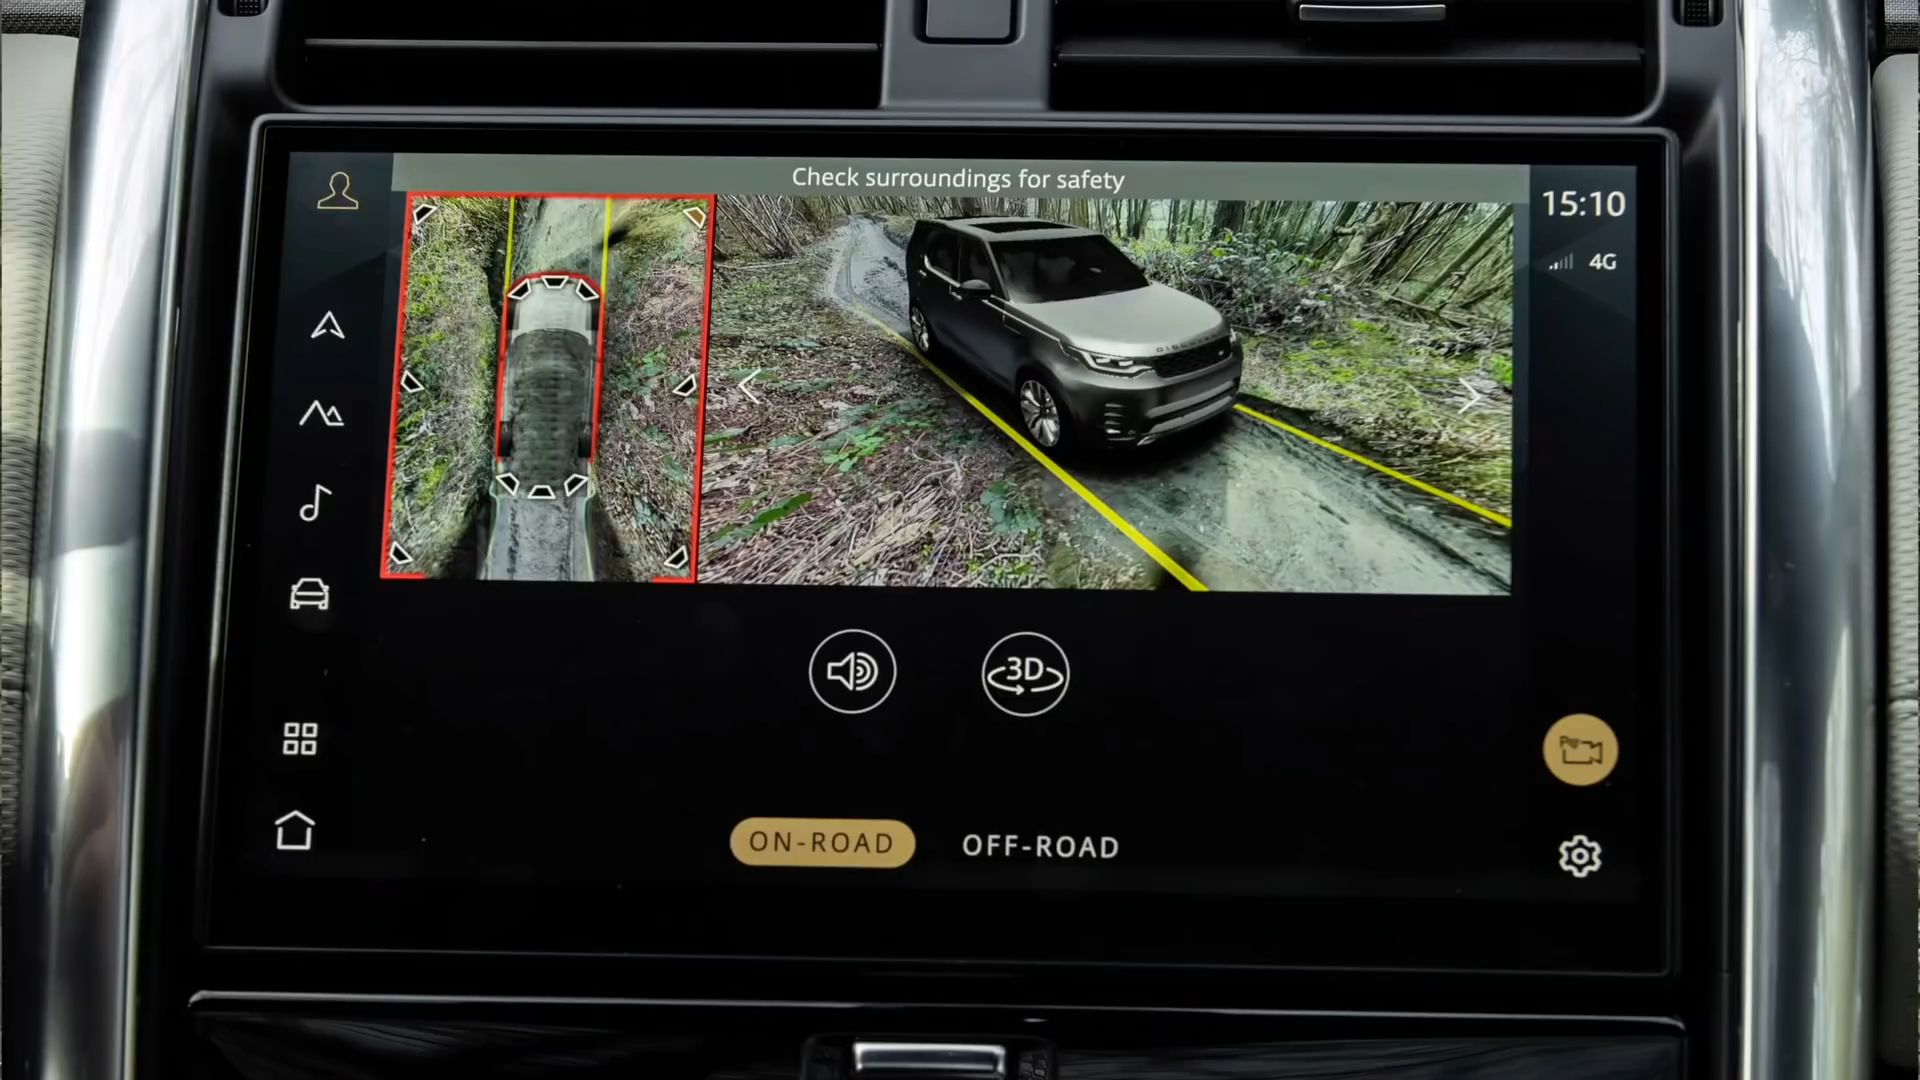 Check surroundings for safety
15:10
4G
3D
ON-ROAD
OFF-ROAD